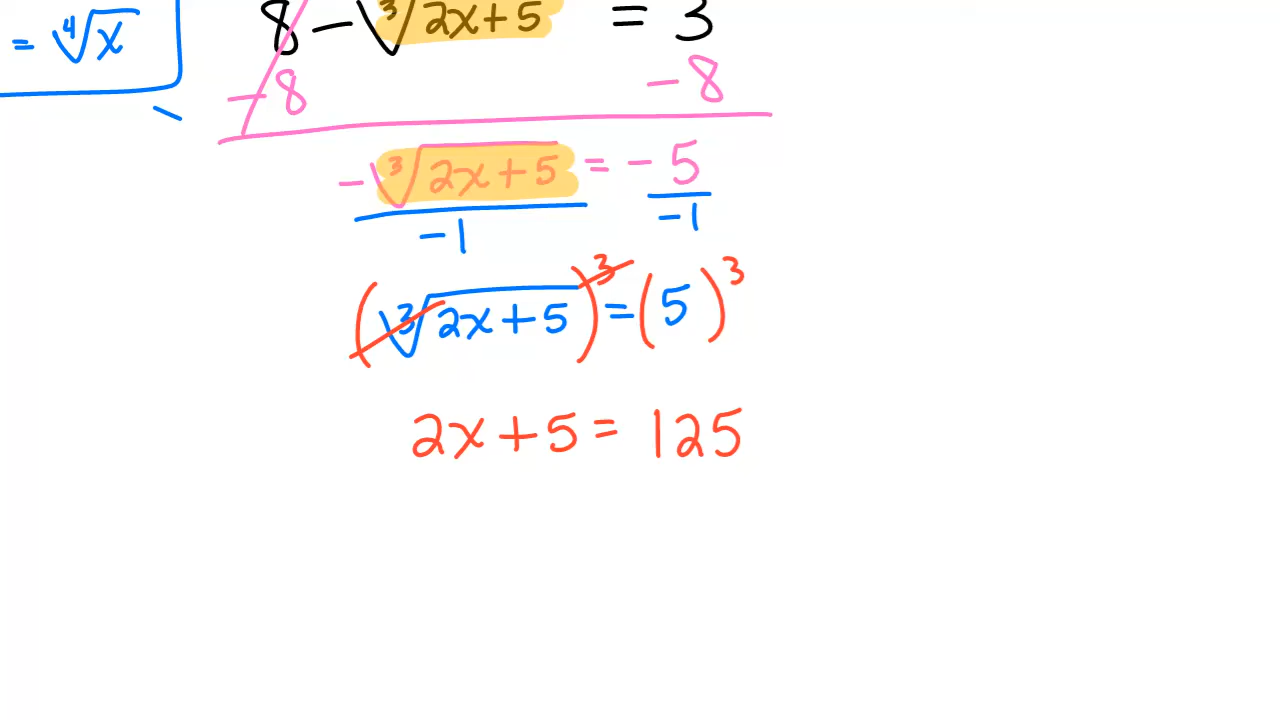 = ∜x
8 - ∛(2x+5) = 3
-8 -8
-∛(2x+5) = -5
-1 -1
(∛(2x+5))³ = (5)³
2x+5 = 125